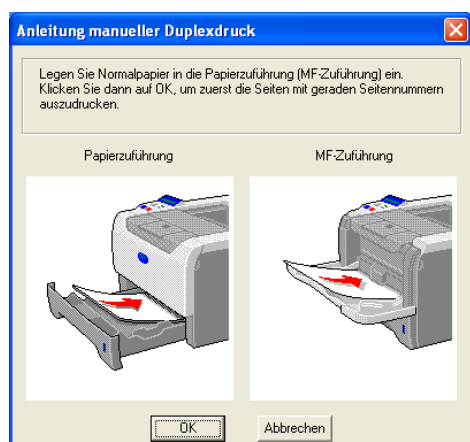 Anleitung manueller Duplexdruck
Legen Sie Normalpapier in die Papierzuführung (MF-Zuführung) ein.
Klicken Sie dann auf OK, um zuerst die Seiten mit geraden Seitennummern
auszudrucken.
Papierzuführung
MF-Zuführung
OK
Abbrechen